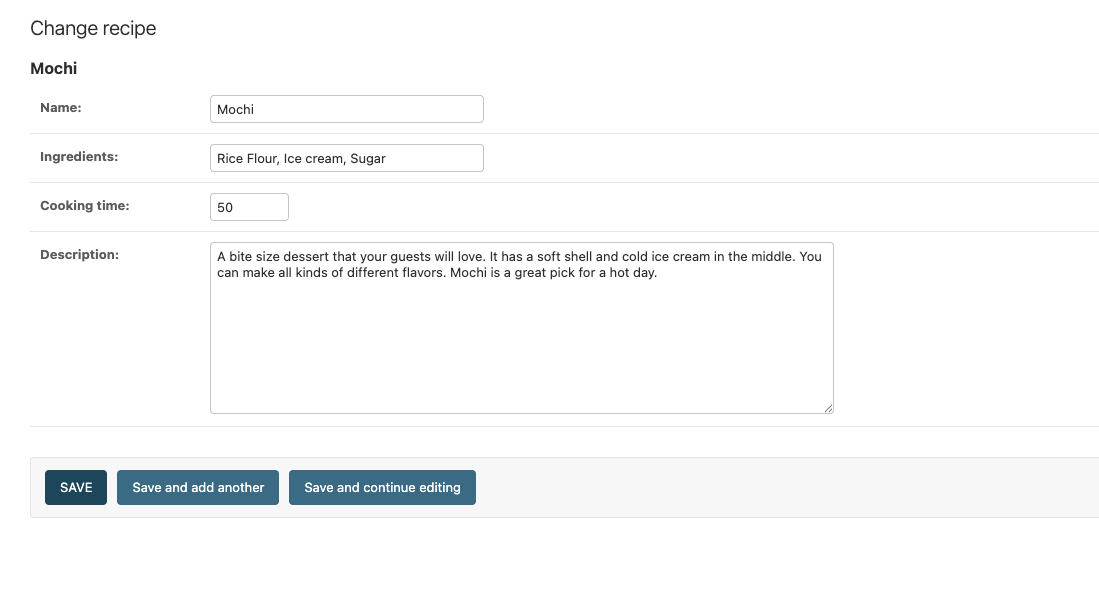 Change recipe
Mochi
Name:
Mochi
Ingredients:
Rice Flour, Ice cream, Sugar
Cooking time:
50
Description:
A bite size dessert that your guests will love. It has a soft shell and cold ice cream in the middle. You
can make all kinds of different flavors. Mochi is a great pick for a hot day.
SAVE
Save and add another
Save and continue editing